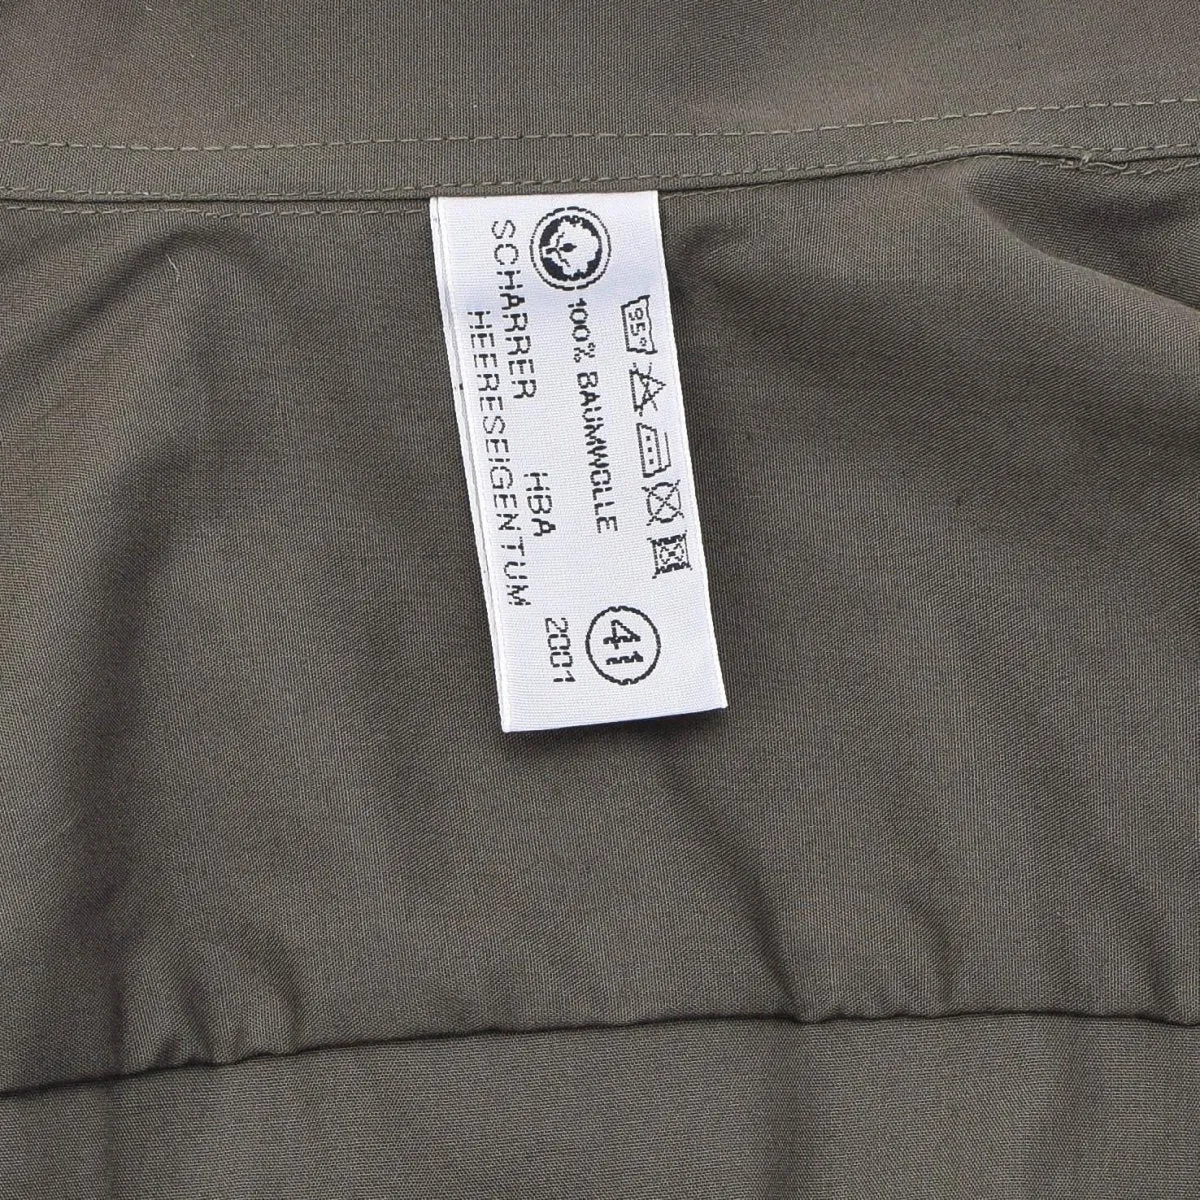 95°
100% BAUMWOLLE
41
SCHARRER HBA 2001
HEERESEIGENTUM